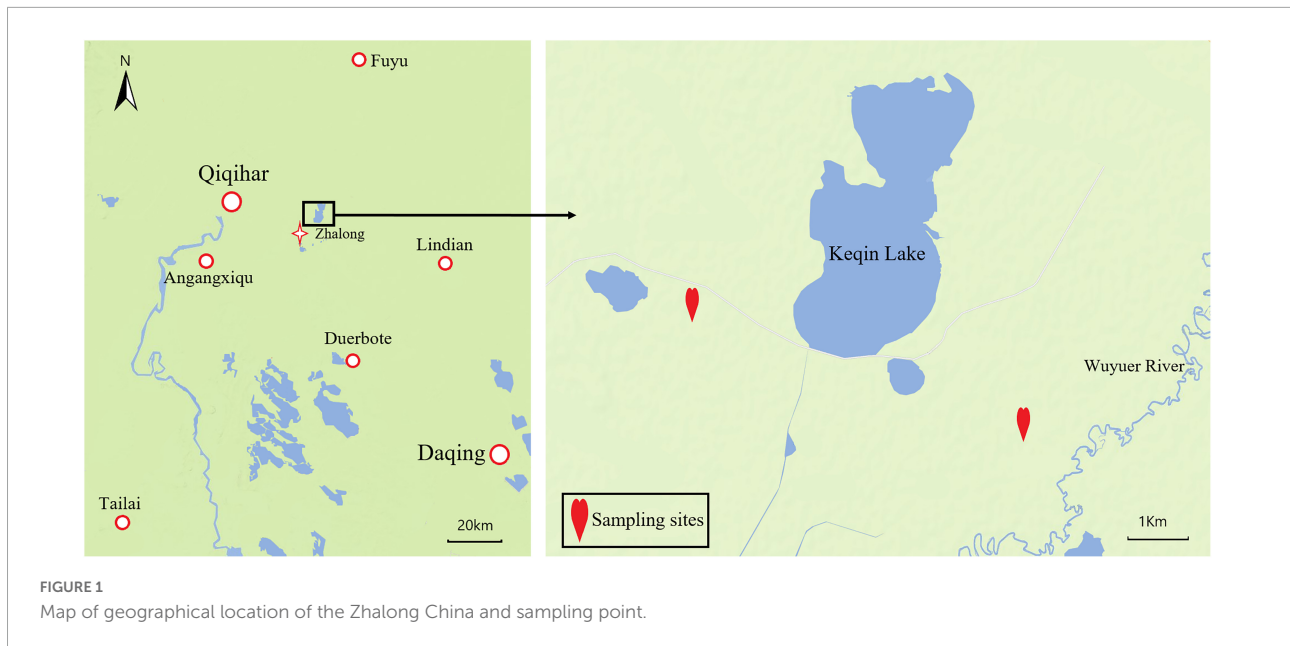 N
Fuyu
Qiqihar
Zhalong
Lindian
Angangxiqu
Duerbote
Daqing
Tailai
20km
Keqin Lake
Wuyuer River
Sampling sites
1Km
FIGURE 1
Map of geographical location of the Zhalong China and sampling point.